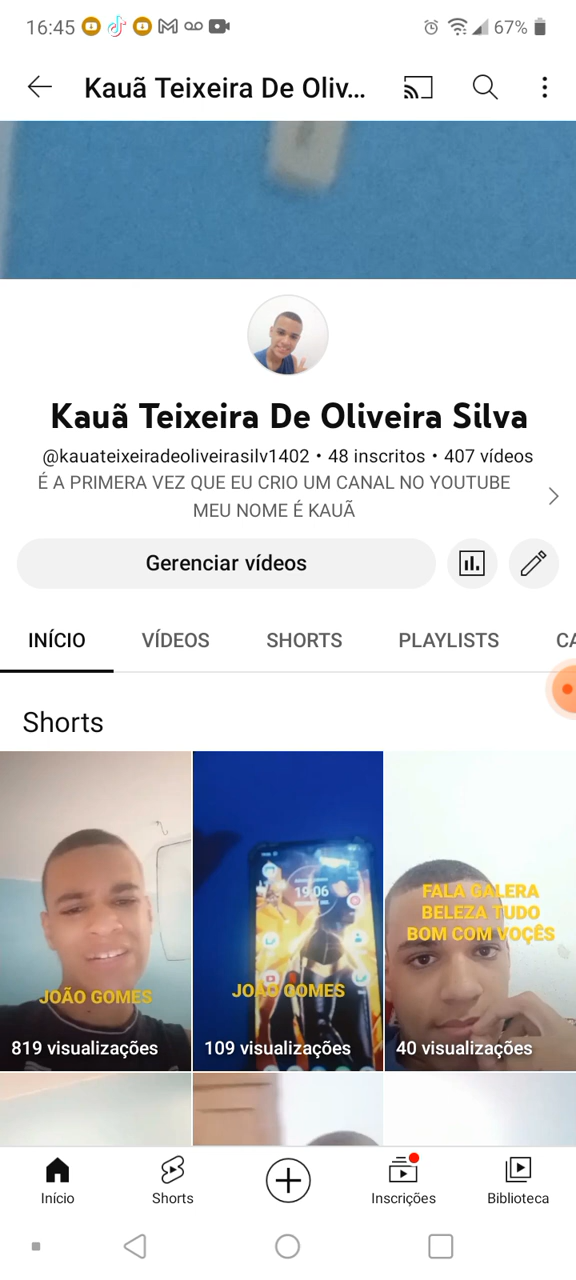 16:45
67%
Kauã Teixeira De Oliv...
Kauã Teixeira De Oliveira Silva
@kauateixeiradeoliveirasilv1402 • 48 inscritos • 407 vídeos
É A PRIMERA VEZ QUE EU CRIO UM CANAL NO YOUTUBE
MEU NOME É KAUÃ
Gerenciar vídeos
INÍCIO VÍDEOS SHORTS PLAYLISTS CA
Shorts
JOÃO GOMES
819 visualizações
19:06
JOÃO GOMES
109 visualizações
FALA GALERA
BELEZA TUDO
BOM COM VOÇÊS
40 visualizações
Início Shorts Inscrições Biblioteca